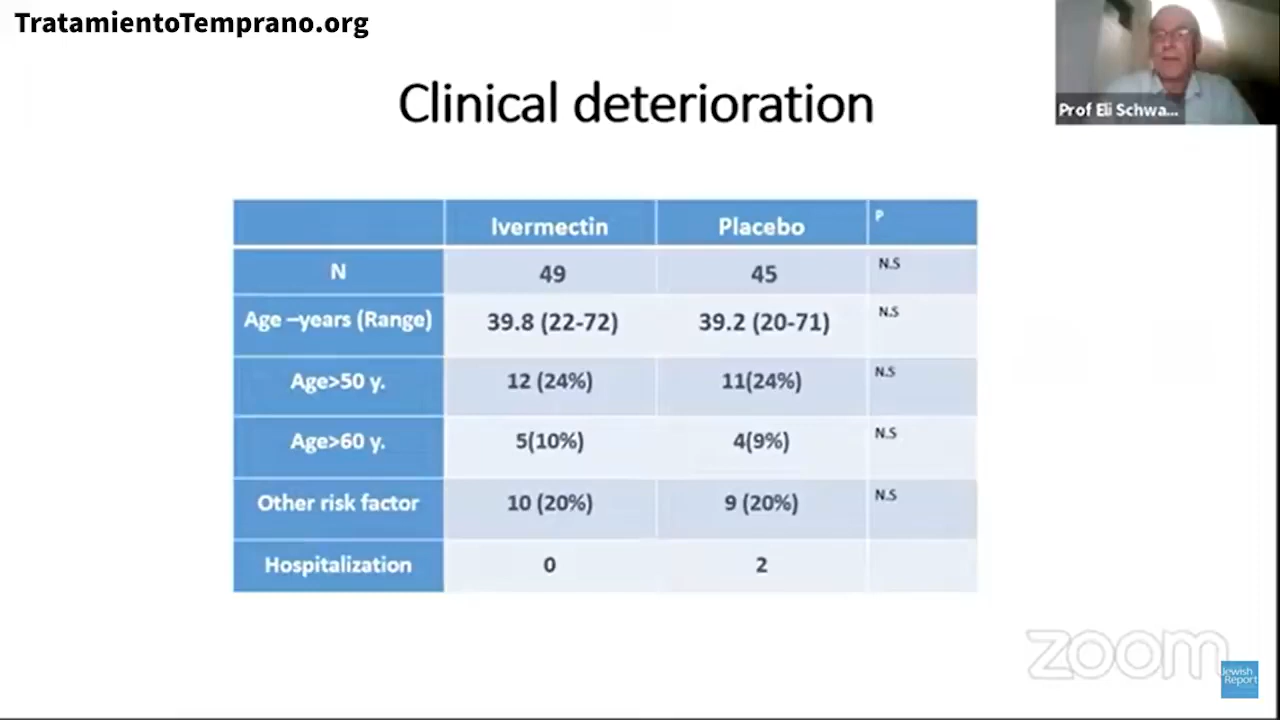 TratamientoTemprano.org
Prof Eli Schwa...
Clinical deterioration
Ivermectin Placebo P
N 49 45 N.S
Age –years (Range) 39.8 (22-72) 39.2 (20-71) N.S
Age>50 y. 12 (24%) 11(24%) N.S
Age>60 y. 5(10%) 4(9%) N.S
Other risk factor 10 (20%) 9 (20%) N.S
Hospitalization 0 2
zoom
Jewish
Report